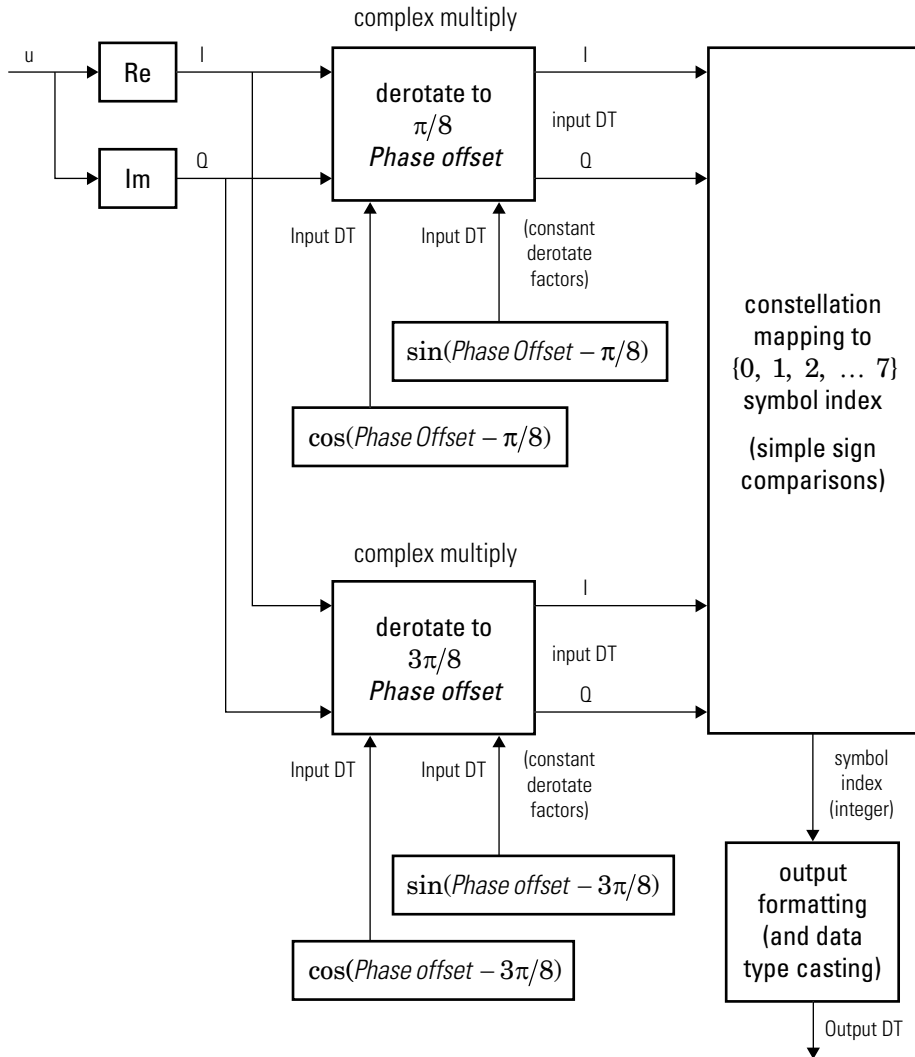 complex multiply
u
Re
I
derotate to
π/8
Phase offset
I
input DT
Q
Im
Q
Input DT
Input DT
(constant
derotate
factors)
sin(Phase Offset − π/8)
cos(Phase Offset − π/8)
constellation
mapping to
{0, 1, 2, … 7}
symbol index
(simple sign
comparisons)
complex multiply
derotate to
3π/8
Phase offset
I
input DT
Q
Input DT
Input DT
(constant
derotate
factors)
sin(Phase offset − 3π/8)
cos(Phase offset − 3π/8)
symbol
index
(integer)
output
formatting
(and data
type casting)
Output DT